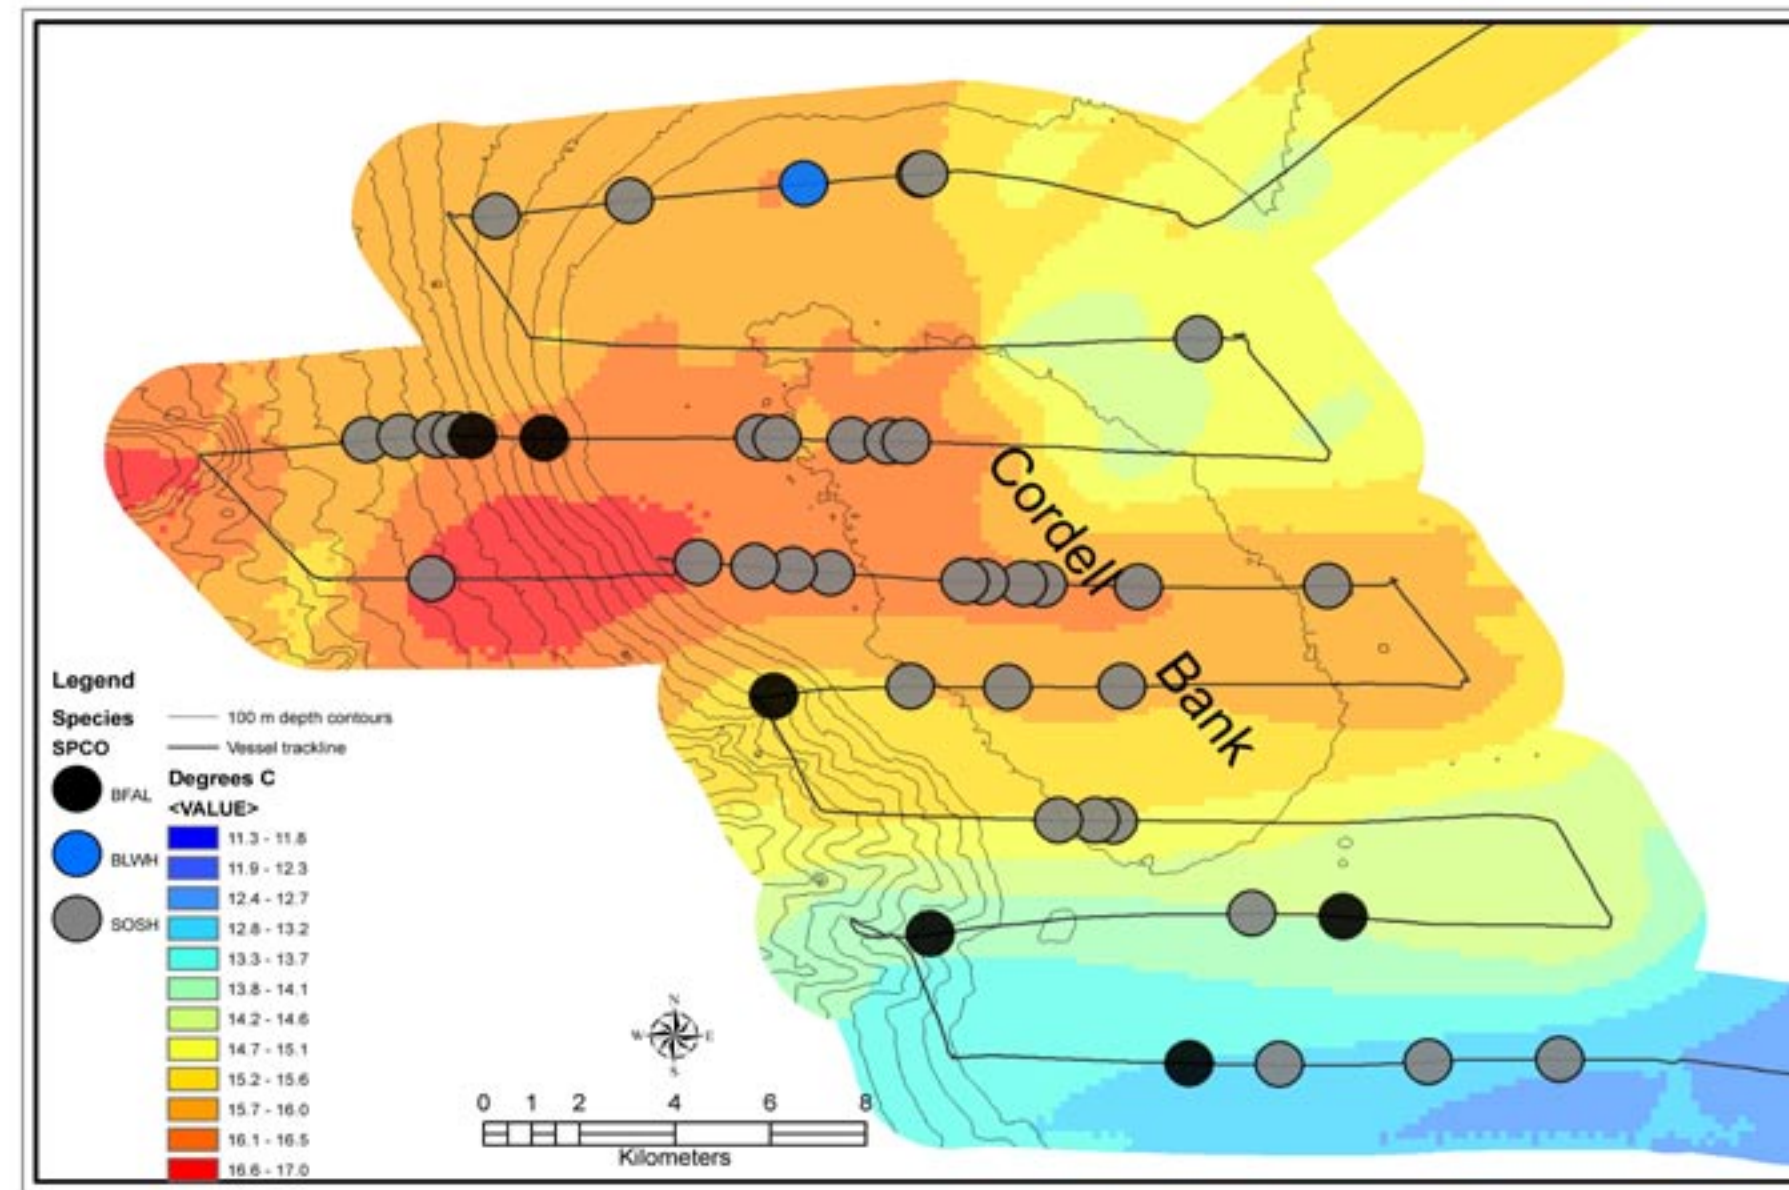 Cordell
Bank
Legend
Species
SPCO
BFAL
BLWH
SOSH
100 m depth contours
Vessel trackline
Degrees C
<VALUE>
11.3 - 11.8
11.9 - 12.3
12.4 - 12.7
12.8 - 13.2
13.3 - 13.7
13.8 - 14.1
14.2 - 14.6
14.7 - 15.1
15.2 - 15.6
15.7 - 16.0
16.1 - 16.5
16.6 - 17.0
N
W E
S
0 1 2 4 6 8
Kilometers